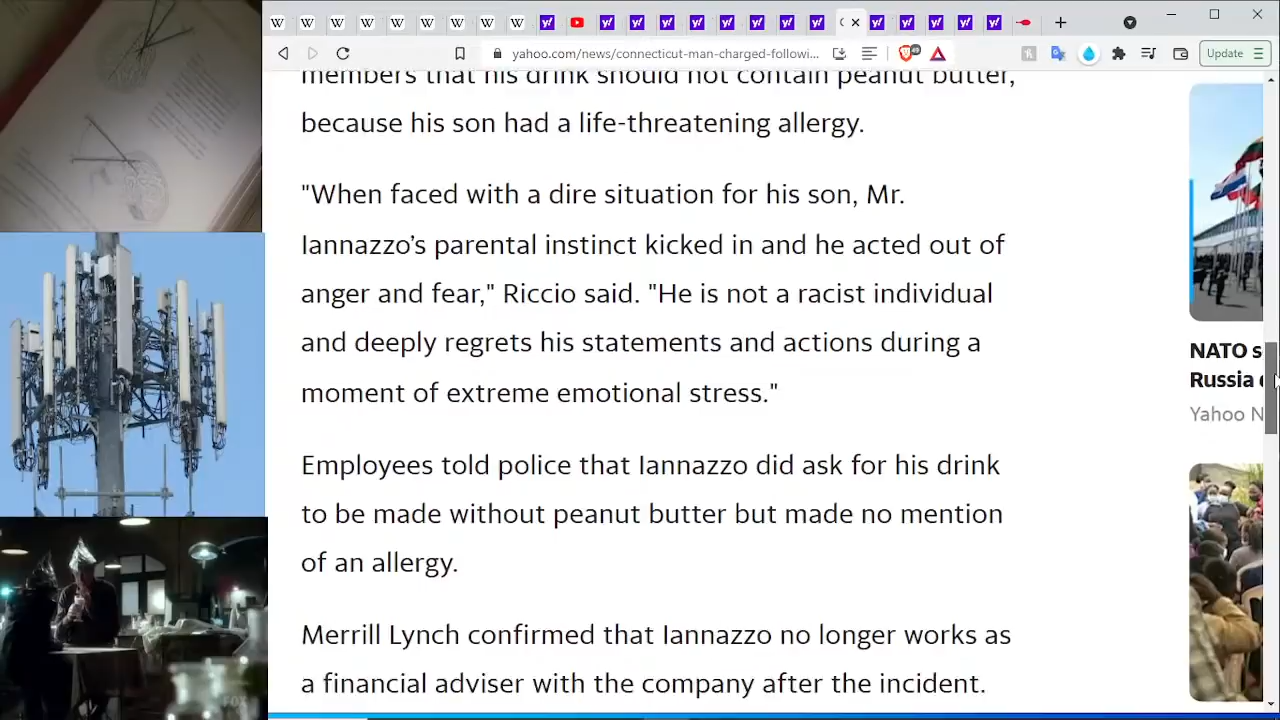 yahoo.com/news/connecticut-man-charged-followi...
Update
members that his drink should not contain peanut butter,
because his son had a life-threatening allergy.
"When faced with a dire situation for his son, Mr.
Iannazzo’s parental instinct kicked in and he acted out of
anger and fear," Riccio said. "He is not a racist individual
and deeply regrets his statements and actions during a
moment of extreme emotional stress."
Employees told police that Iannazzo did ask for his drink
to be made without peanut butter but made no mention
of an allergy.
Merrill Lynch confirmed that Iannazzo no longer works as
a financial adviser with the company after the incident.
NATO s
Russia
Yahoo N
FOX